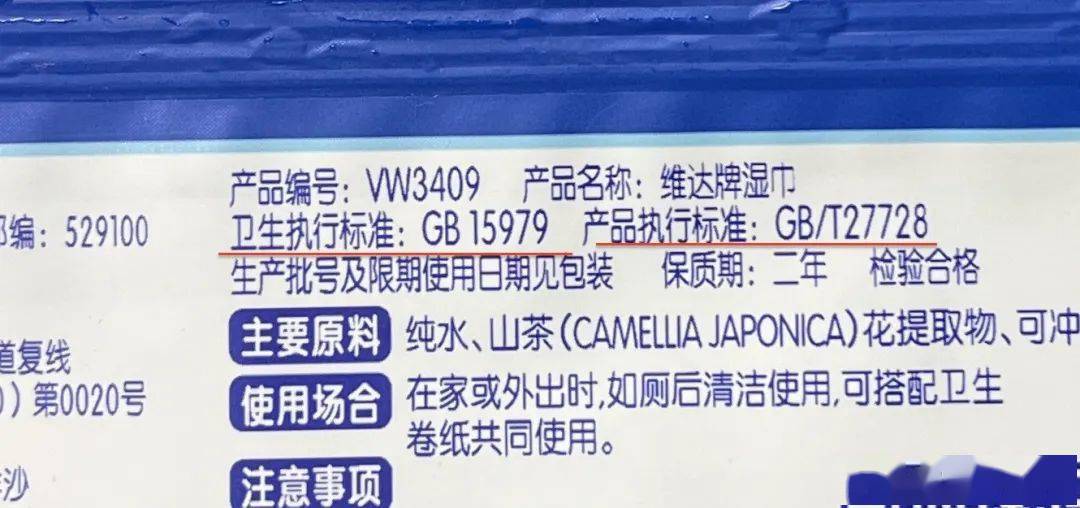 产品编号：VW3409 产品名称：维达牌湿巾
编：529100 卫生执行标准：GB 15979 产品执行标准：GB/T27728
生产批号及限期使用日期见包装 保质期：二年 检验合格
主要原料 纯水、山茶(CAMELLIA JAPONICA)花提取物、可冲
道复线
)第0020号
使用场合 在家或外出时,如厕后清洁使用,可搭配卫生
卷纸共同使用。
沙
注意事项